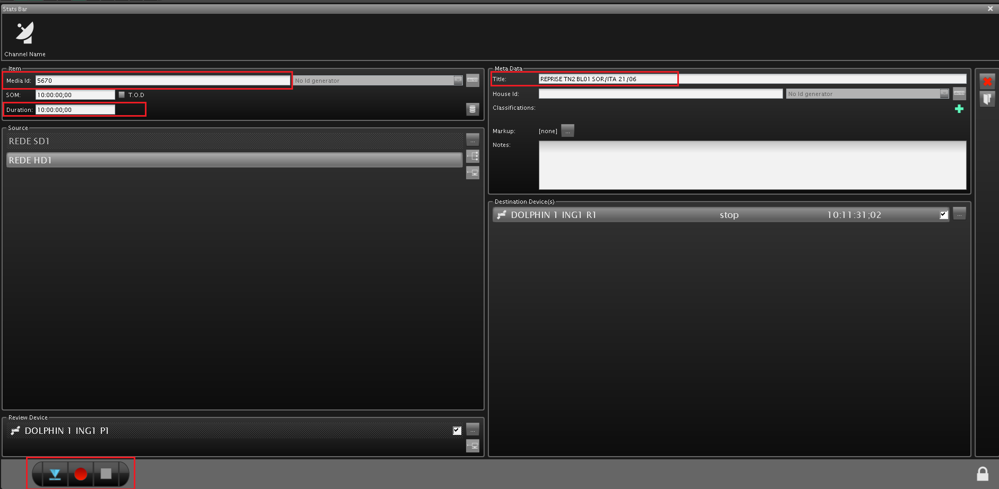 Stats Bar
Channel Name
Item
Media Id: 5670 No Id generator
SOM: 10:00:00;00 T.O.D
Duration: 10:00:00;00
Source
REDE SD1
...
REDE HD1
Review Device
DOLPHIN 1 ING1 P1 ...
Meta Data
Title: REPRISE TN2 BL01 SOR/ITA 21/06
House Id: No Id generator
Classifications:
Markup: [none] ...
Notes:
Destination Device(s)
DOLPHIN 1 ING1 R1 stop 10:11:31;02 ...